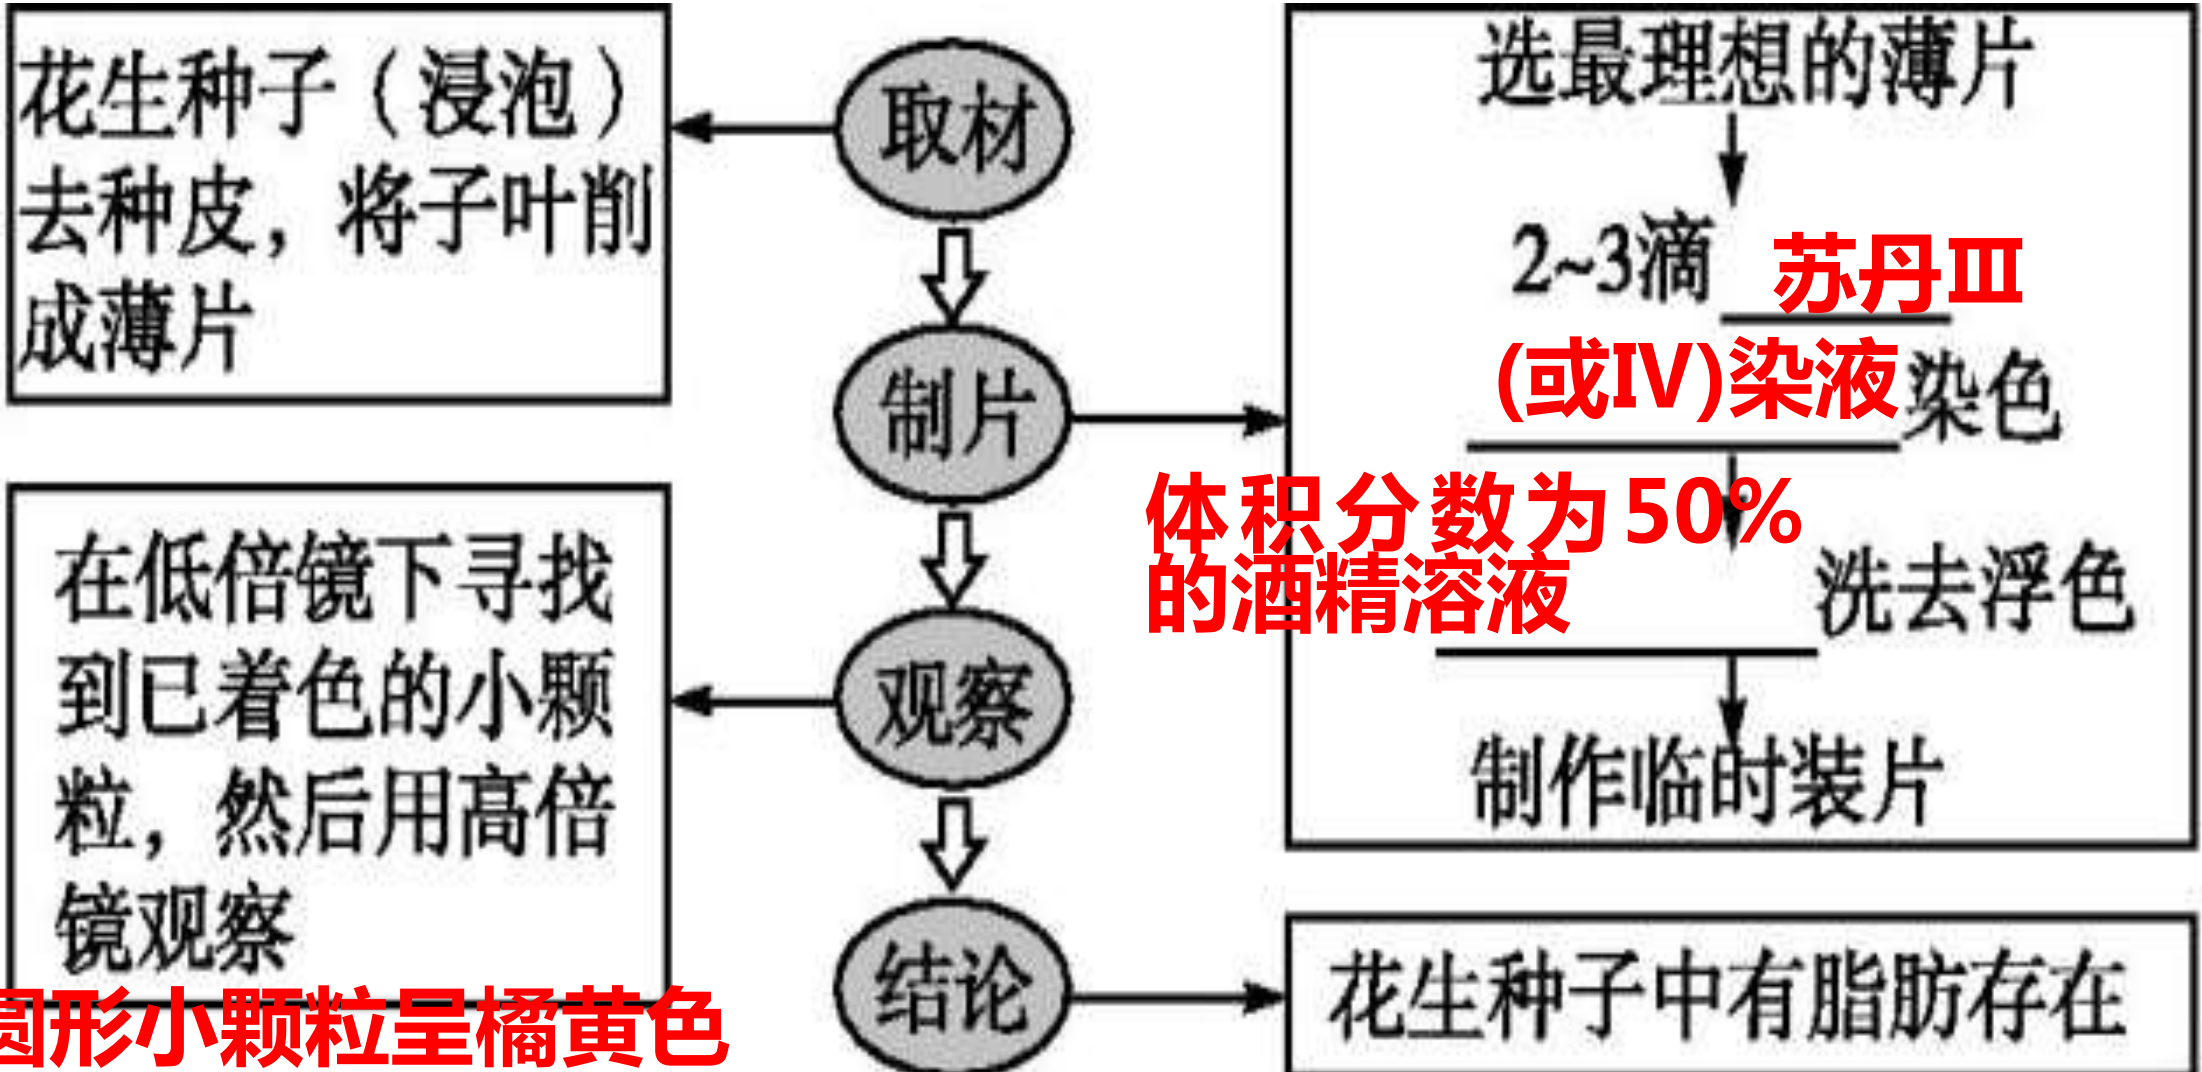 取材
花生种子（浸泡）
去种皮，将子叶削
成薄片
制片
选最理想的薄片
2~3滴 苏丹Ⅲ
(或IV)染液染色
体积分数为50%
的酒精溶液 洗去浮色
制作临时装片
观察
在低倍镜下寻找
到已着色的小颗
粒，然后用高倍
镜观察
圆形小颗粒呈橘黄色
结论
花生种子中有脂肪存在